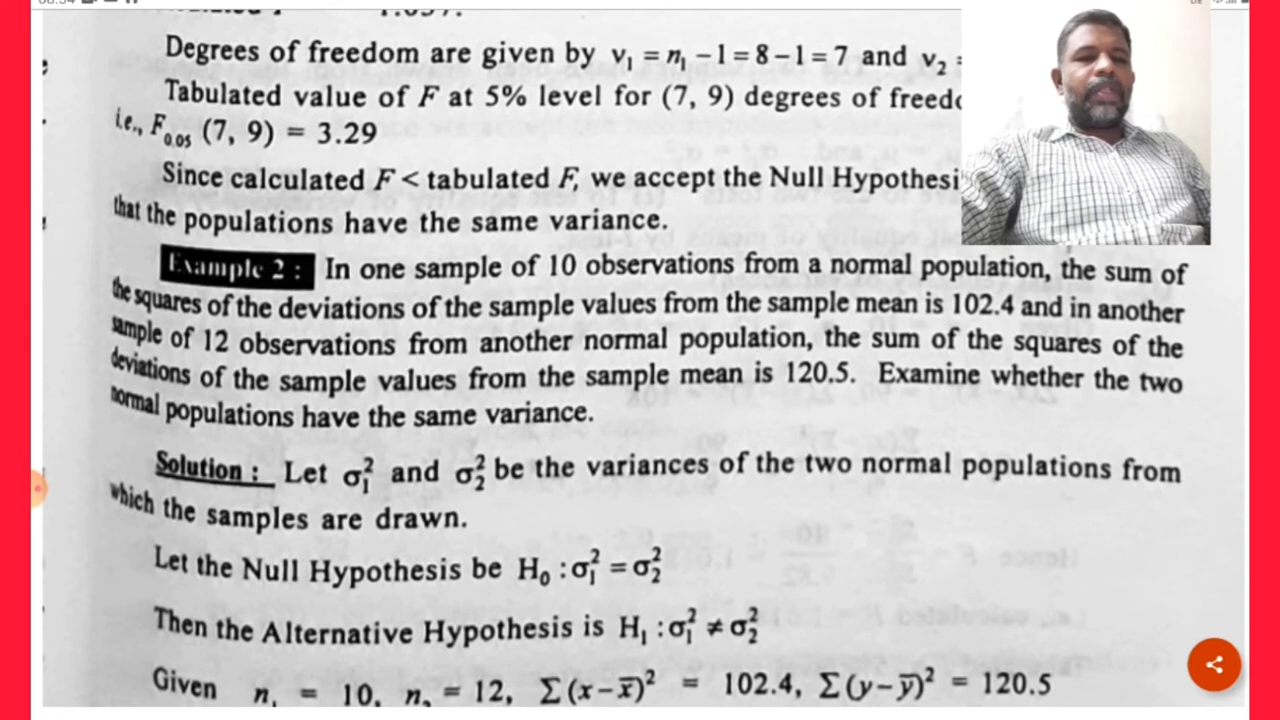 Degrees of freedom are given by v₁ = n₁ − 1 = 8 − 1 = 7 and v₂ =
Tabulated value of F at 5% level for (7, 9) degrees of
i.e., F₀.₀₅ (7, 9) = 3.29
Since calculated F < tabulated F, we accept the Null
that the populations have the same variance.
Example 2 : In one sample of 10 observations from a normal population, the sum of
the squares of the deviations of the sample values from the sample mean is 102.4 and in another
sample of 12 observations from another normal population, the sum of the squares of the
deviations of the sample values from the sample mean is 120.5. Examine whether the two
normal populations have the same variance.
Solution : Let σ₁² and σ₂² be the variances of the two normal populations from
which the samples are drawn.
Let the Null Hypothesis be H₀ : σ₁² = σ₂²
Then the Alternative Hypothesis is H₁ : σ₁² ≠ σ₂²
Given n₁ = 10, n₂ = 12, Σ(x−x̄)² = 102.4, Σ(y−ȳ)² = 120.5